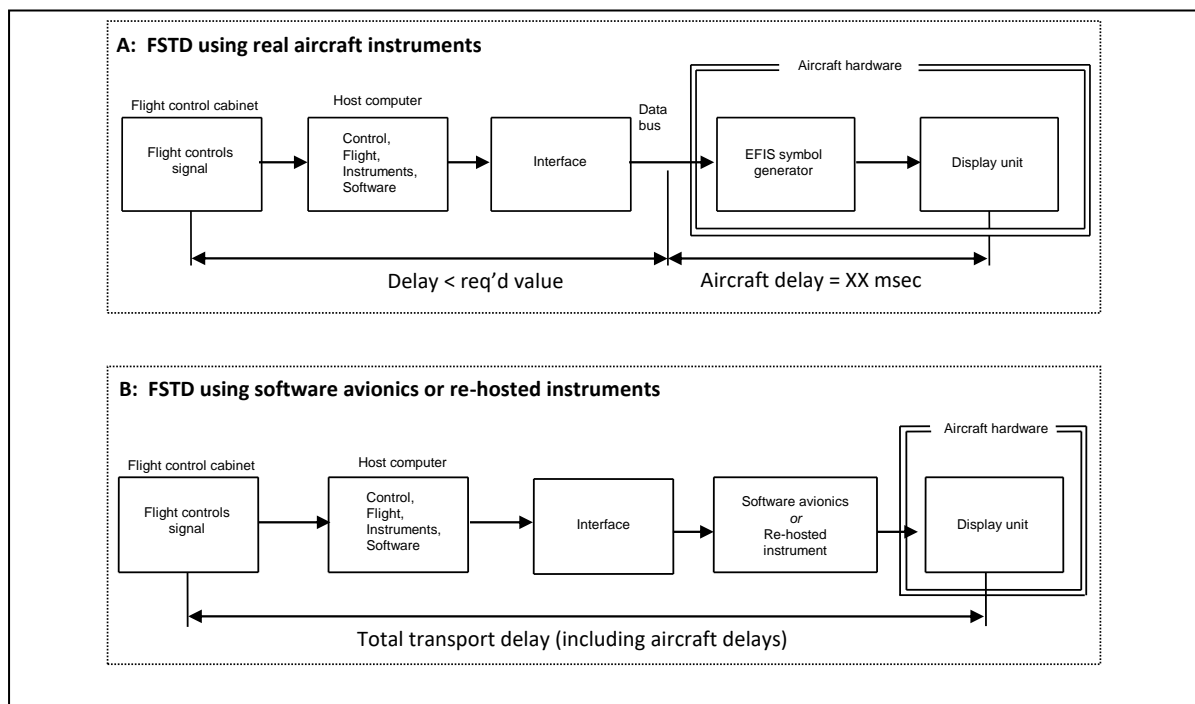 A: FSTD using real aircraft instruments
Aircraft hardware
Flight control cabinet
Host computer
Data
bus
Flight controls
signal
Control,
Flight,
Instruments,
Software
Interface
EFIS symbol
generator
Display unit
Delay < req’d value
Aircraft delay = XX msec
B: FSTD using software avionics or re-hosted instruments
Aircraft hardware
Flight control cabinet
Host computer
Flight controls
signal
Control,
Flight,
Instruments,
Software
Interface
Software avionics
or
Re-hosted
instrument
Display unit
Total transport delay (including aircraft delays)